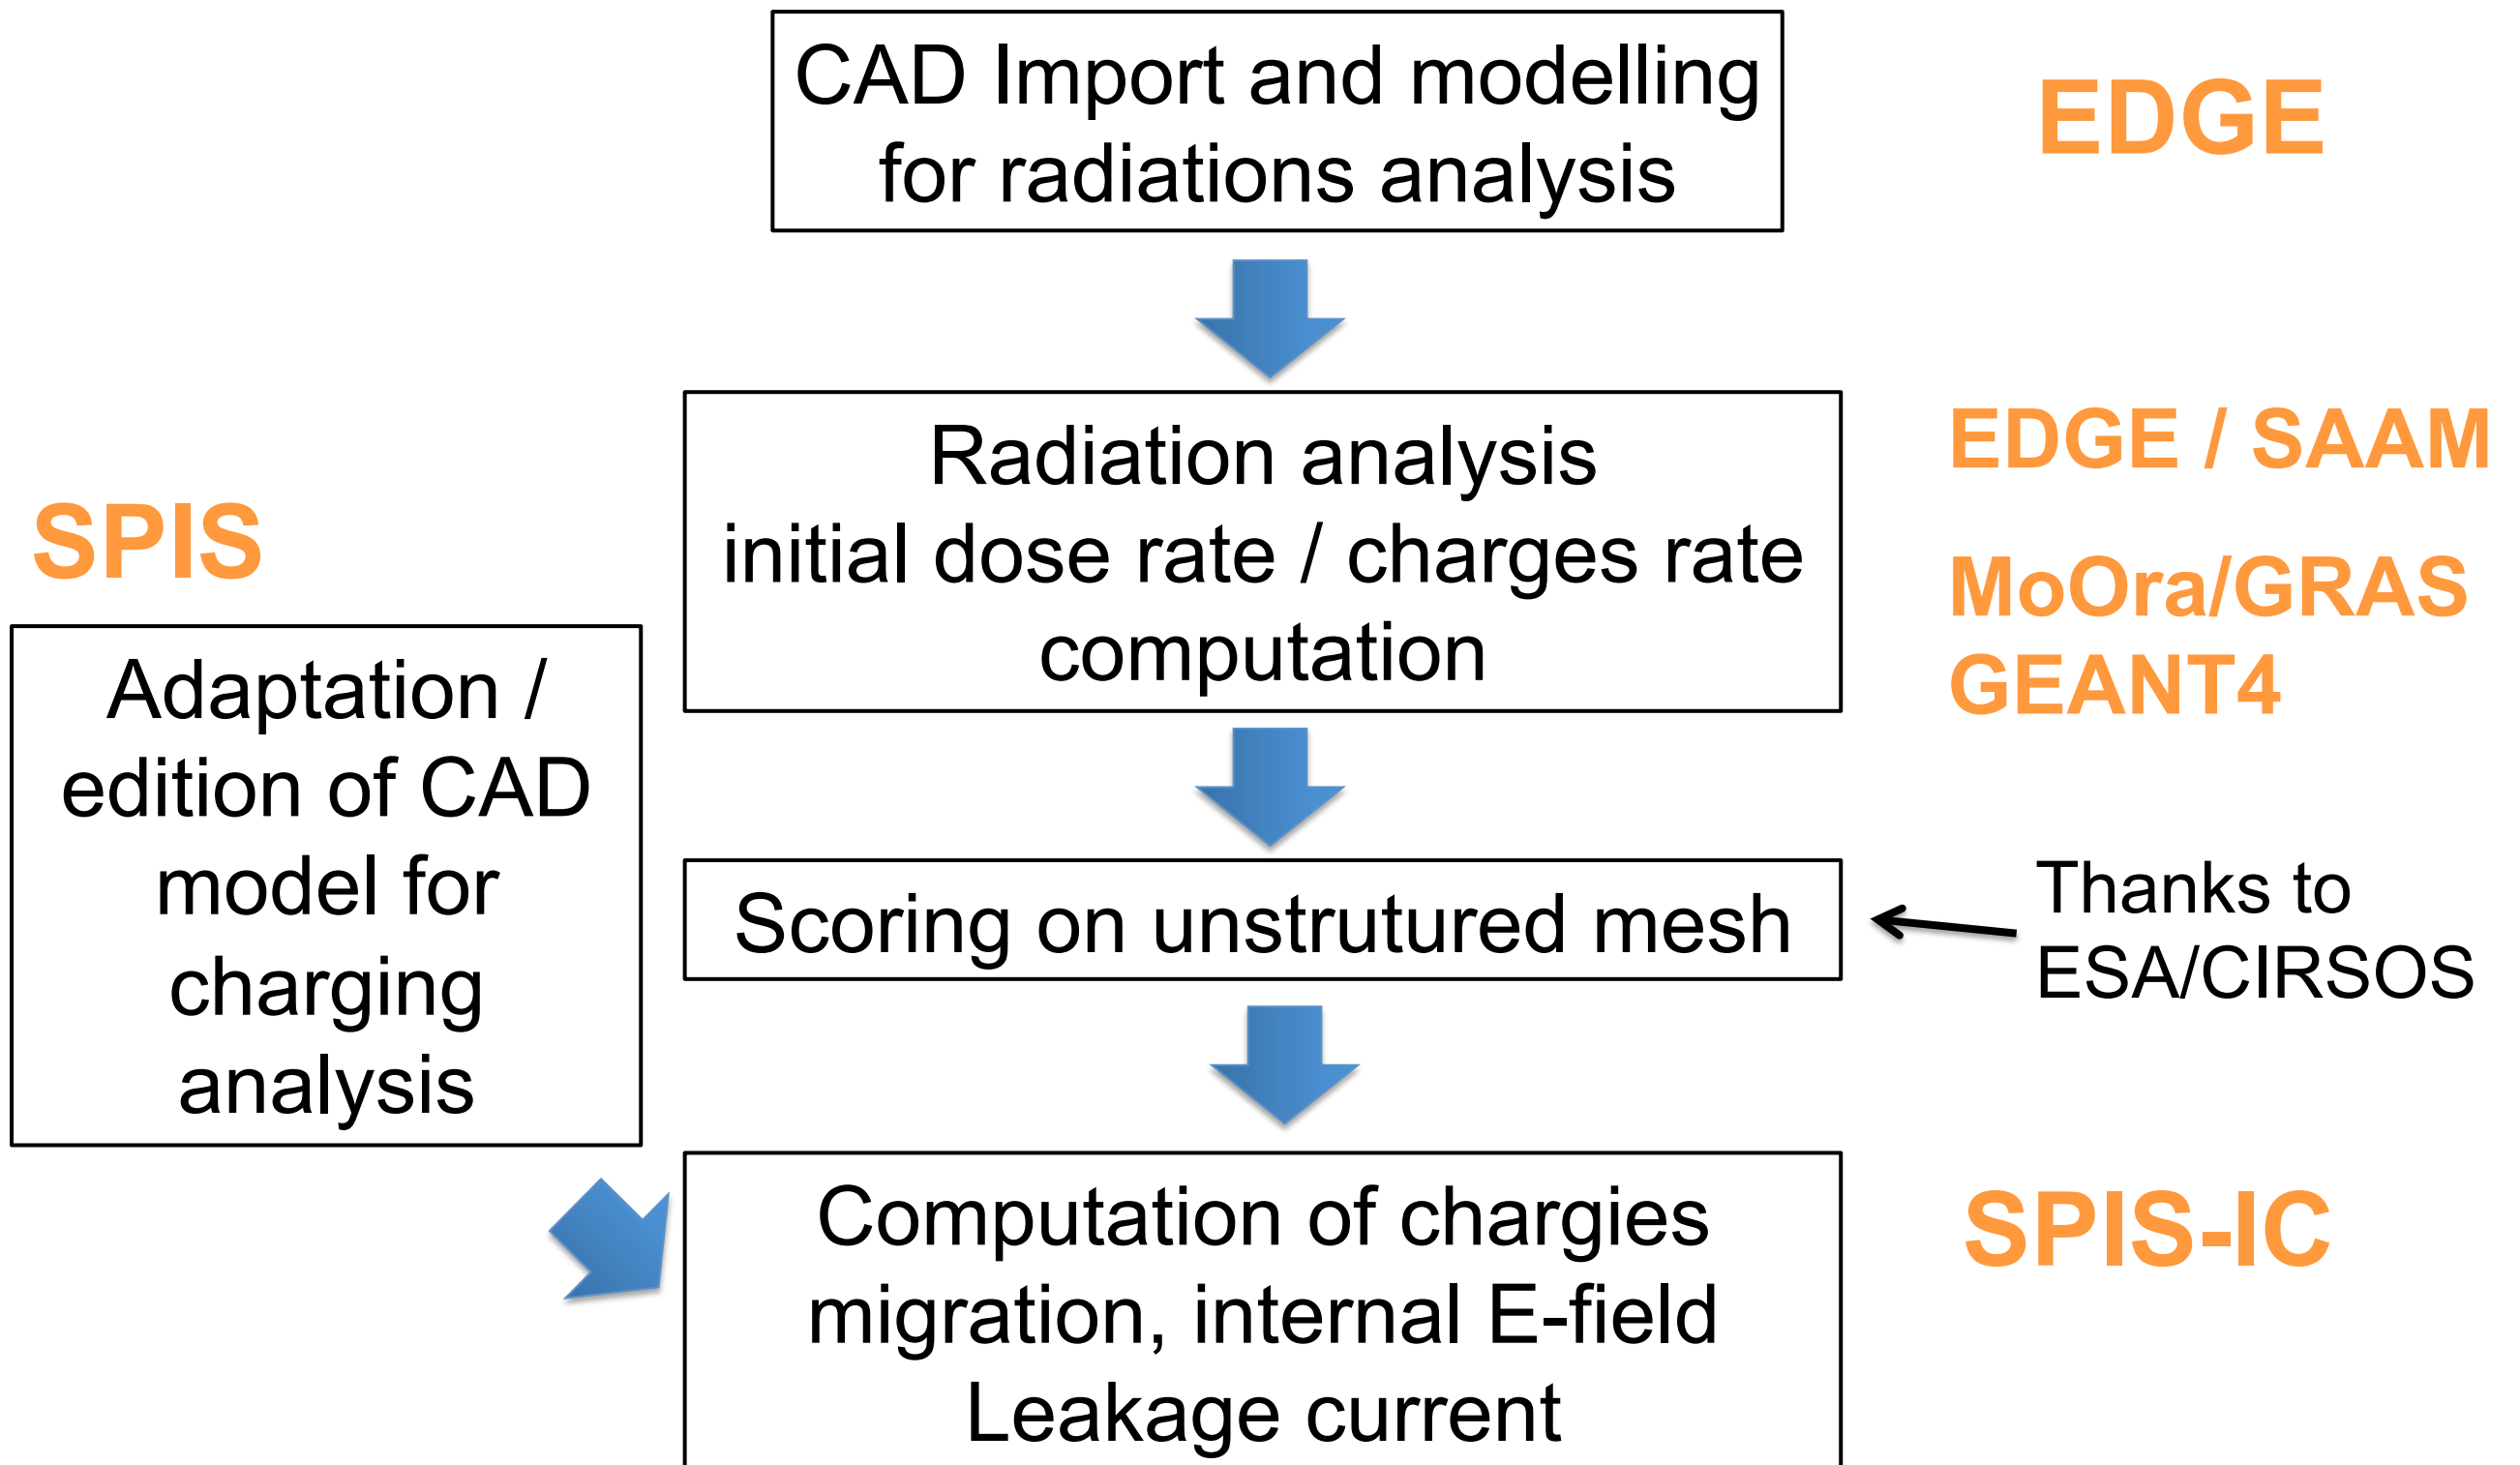 CAD Import and modelling
for radiations analysis
EDGE
Radiation analysis
initial dose rate / charges rate
computation
EDGE / SAAM
MoOra/GRAS
GEANT4
SPIS
Adaptation /
edition of CAD
model for
charging
analysis
Scoring on unstrutured mesh
Thanks to
ESA/CIRSOS
Computation of chargies
migration, internal E-field
Leakage current
SPIS-IC